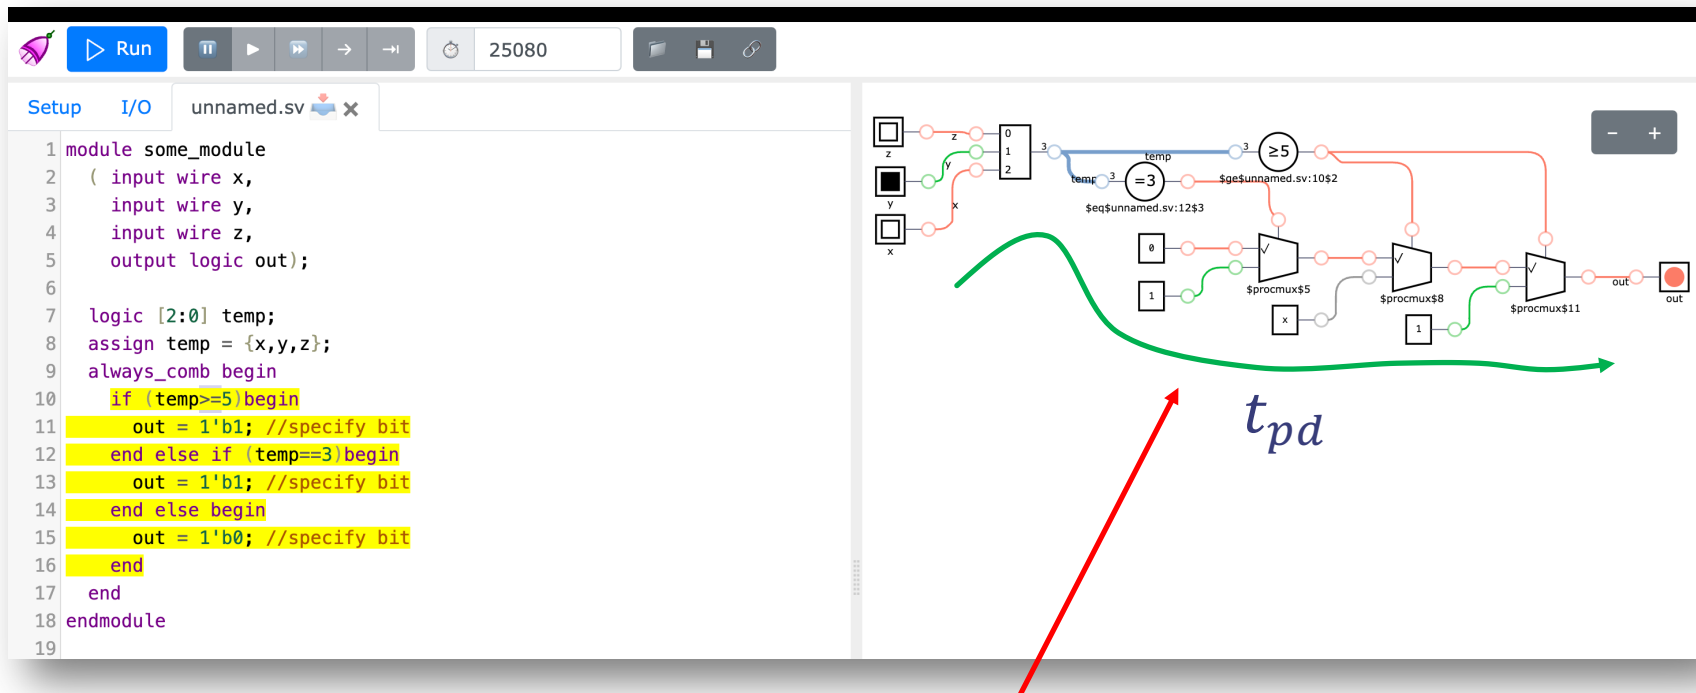 Run
25080
Setup I/O unnamed.sv
1 module some_module
2 ( input wire x,
3 input wire y,
4 input wire z,
5 output logic out);
6
7 logic [2:0] temp;
8 assign temp = {x,y,z};
9 always_comb begin
10 if (temp>=5)begin
11 out = 1'b1; //specify bit
12 end else if (temp==3)begin
13 out = 1'b1; //specify bit
14 end else begin
15 out = 1'b0; //specify bit
16 end
17 end
18 endmodule
19
− +
z
y
x
z
y
x
0
1
2
3
temp
3
≥5
$ge$unnamed.sv:10$2
temp 3
=3
$eq$unnamed.sv:12$3
0
1
$procmux$5
x
$procmux$8
1
$procmux$11
out
out
tpd